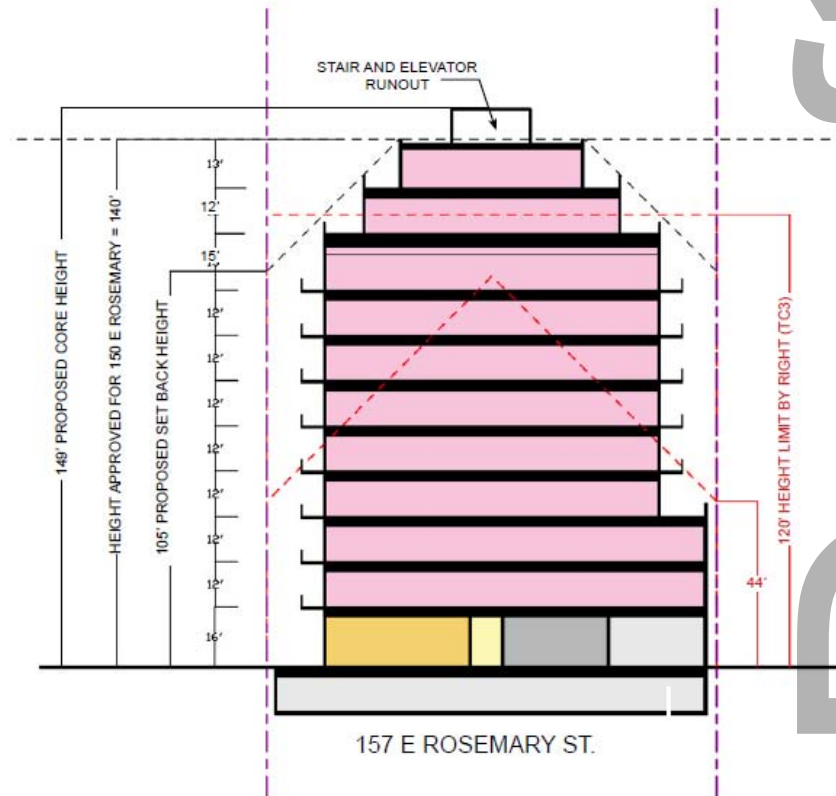 STAIR AND ELEVATOR
RUNOUT
149' PROPOSED CORE HEIGHT
HEIGHT APPROVED FOR 150 E ROSEMARY = 140'
105' PROPOSED SET BACK HEIGHT
13'
12'
15'
12'
12'
12'
12'
12'
12'
12'
16'
120' HEIGHT LIMIT BY RIGHT (TC3)
44'
157 E ROSEMARY ST.